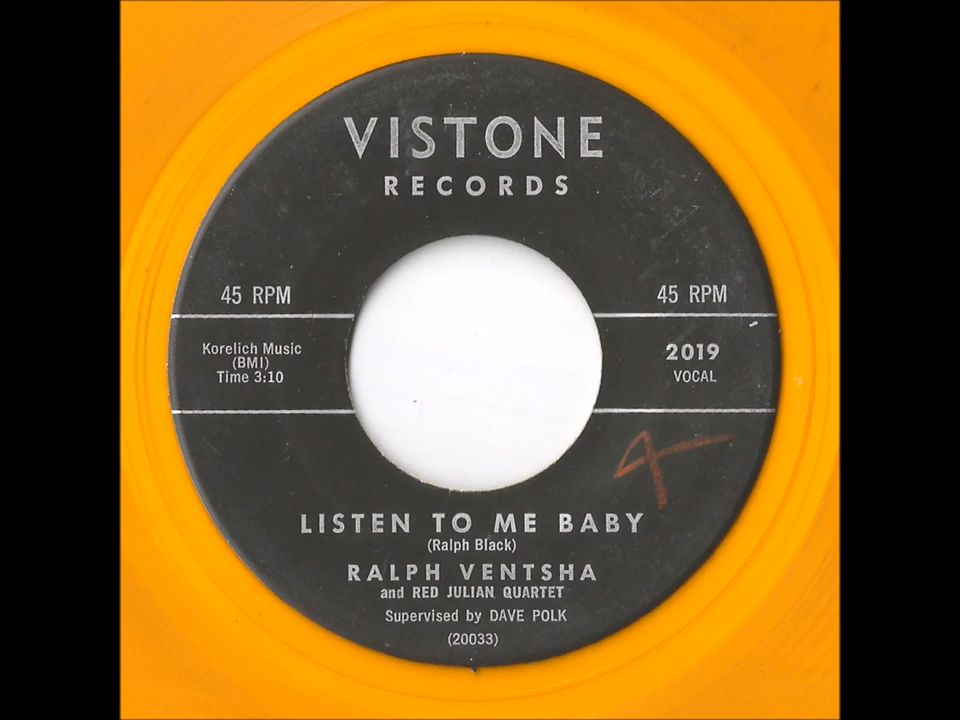 VISTONE
RECORDS
45 RPM
45 RPM
Korelich Music
(BMI)
Time 3:10
2019
VOCAL
4
LISTEN TO ME BABY
(Ralph Black)
RALPH VENTSHA
and RED JULIAN QUARTET
Supervised by DAVE POLK
(20033)